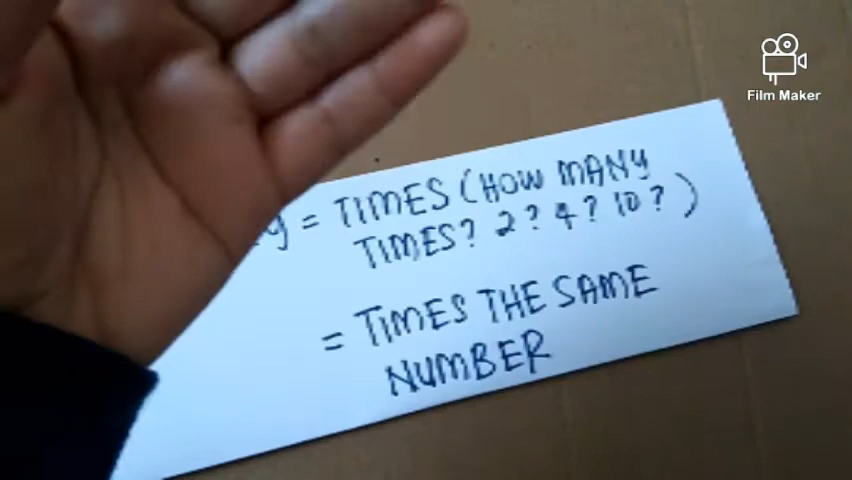 Film Maker
= TIMES (HOW MANY
TIMES? 2? 4? 10?)
= TIMES THE SAME
NUMBER